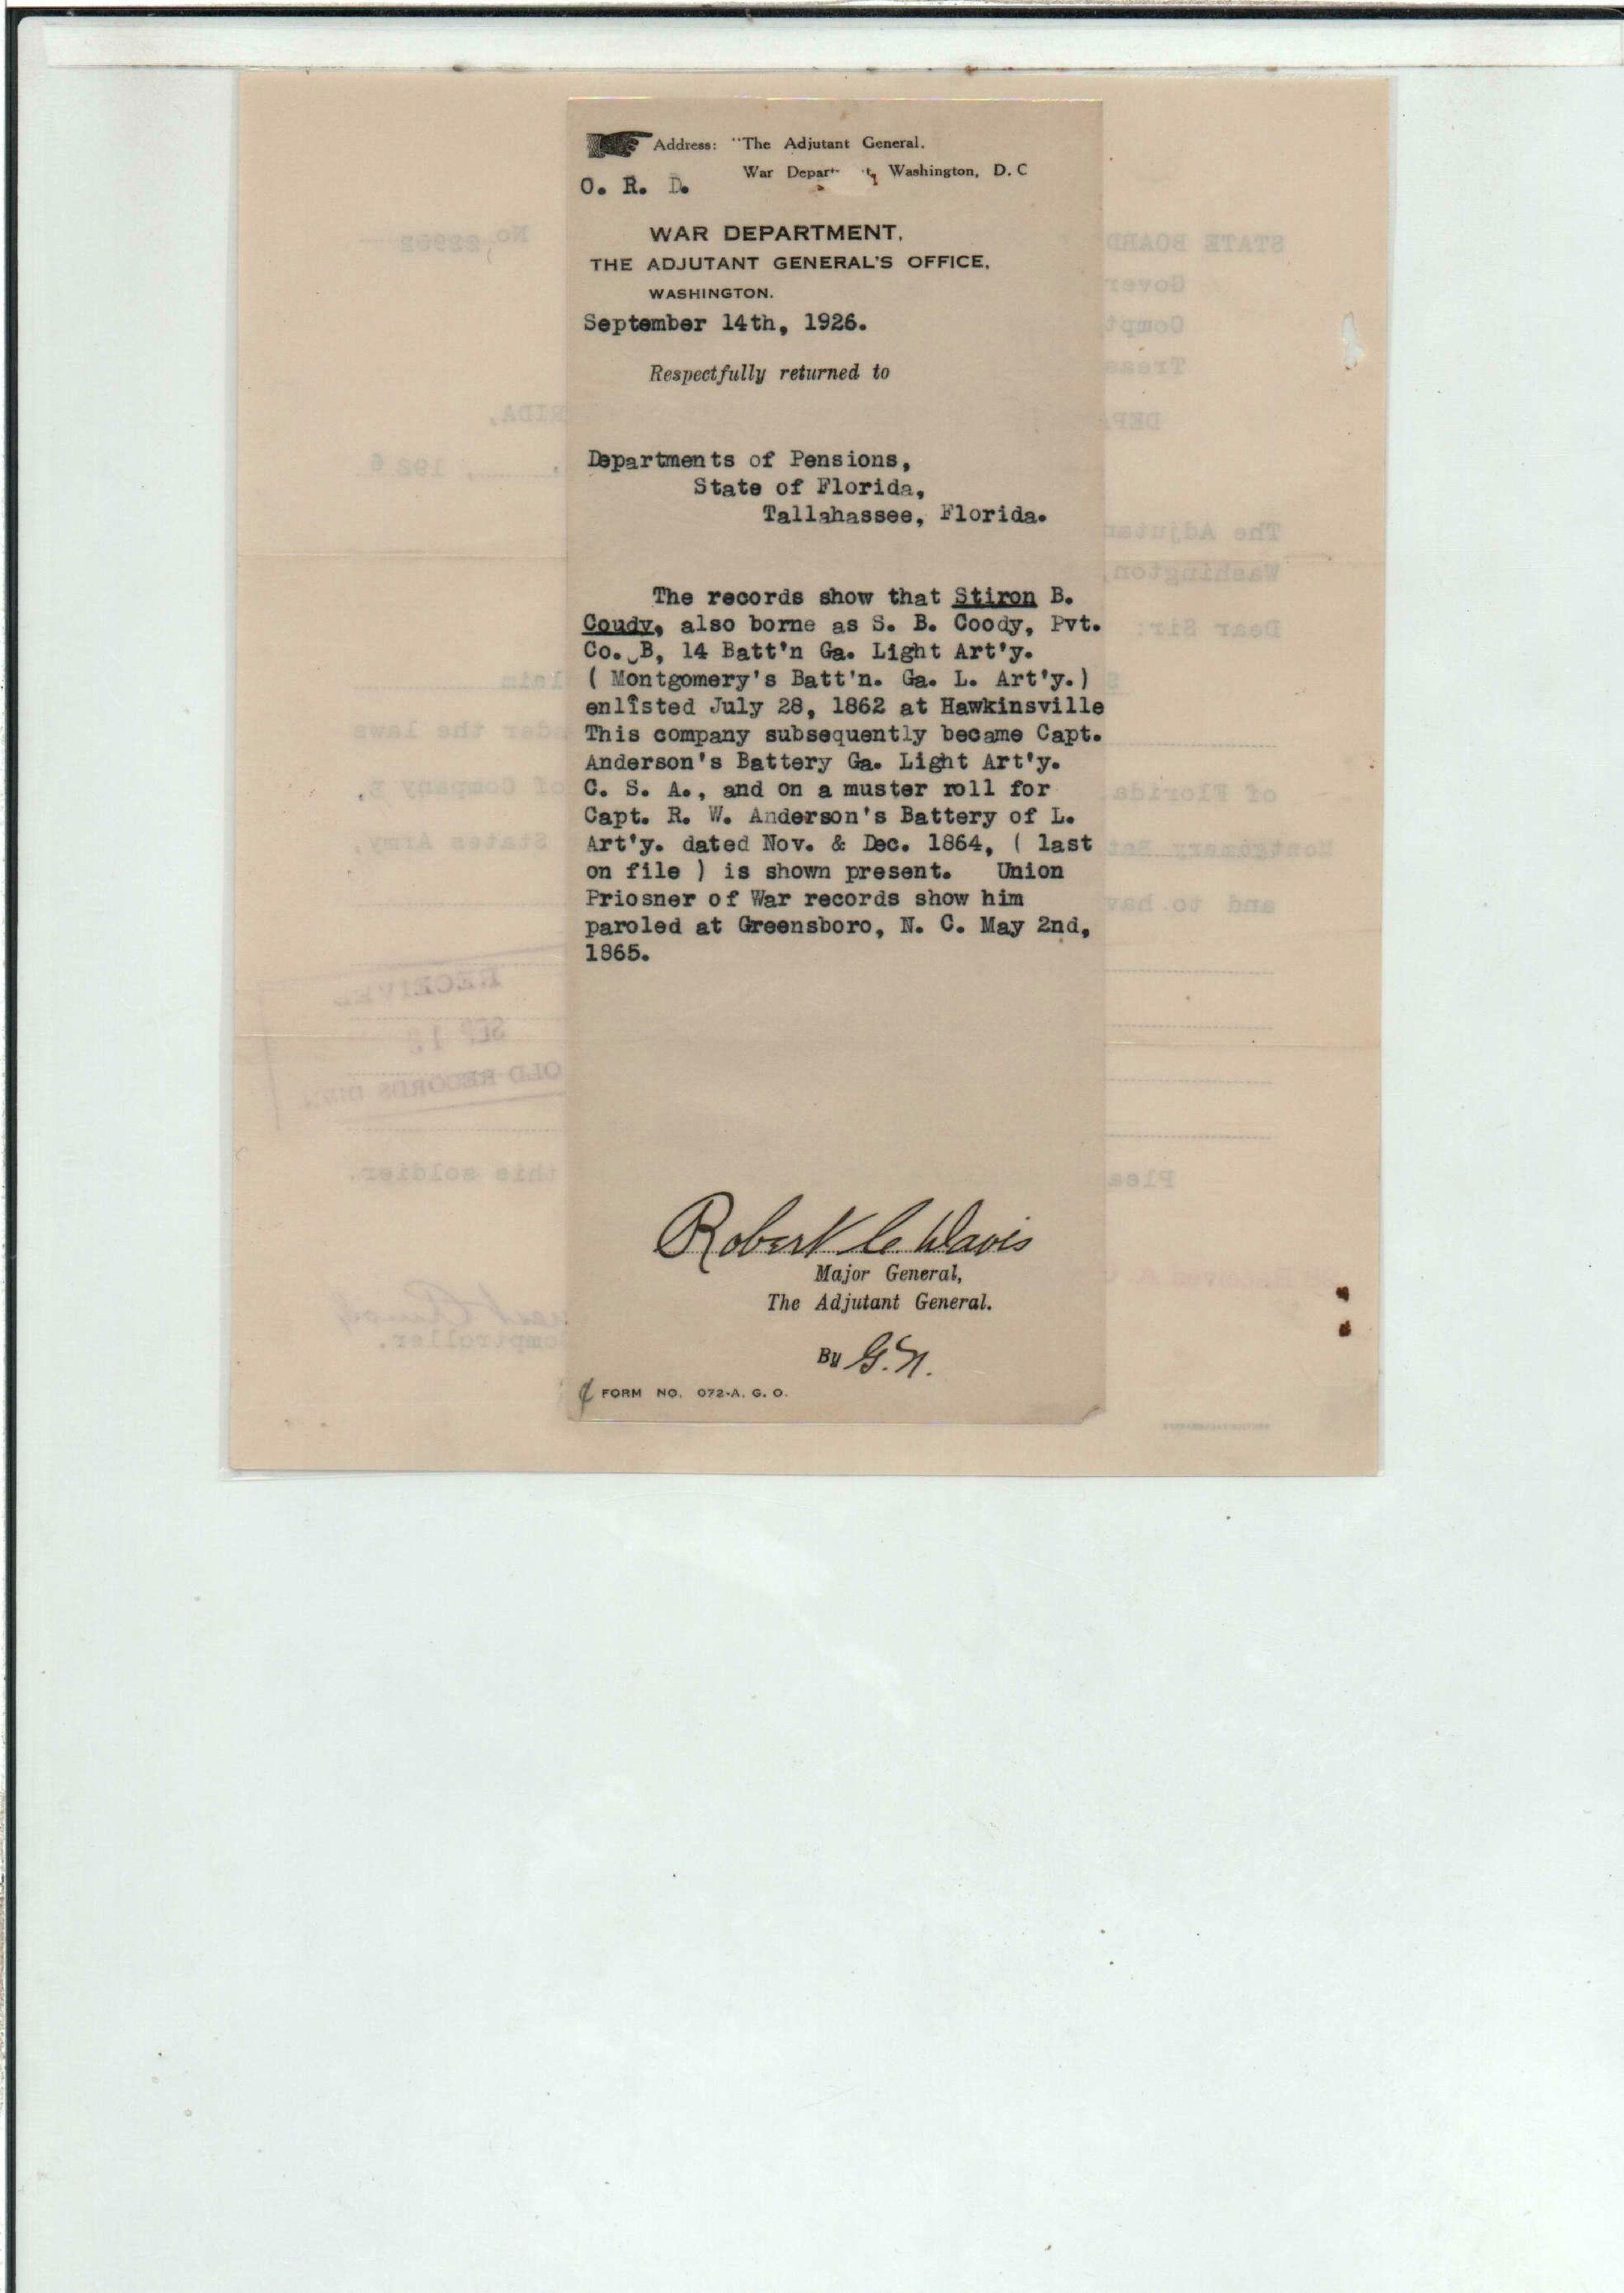 Address: "The Adjutant General.
War Depar t, Washington, D. C
O. R. D.
WAR DEPARTMENT,
THE ADJUTANT GENERAL'S OFFICE,
WASHINGTON.
September 14th, 1926.
Respectfully returned to
Departments of Pensions,
State of Florida,
Tallahassee, Florida.
The records show that Stiron B.
Coudy, also borne as S. B. Coody, Pvt.
Co. B, 14 Batt'n Ga. Light Art'y.
( Montgomery's Batt'n. Ga. L. Art'y.)
enlisted July 28, 1862 at Hawkinsville
This company subsequently became Capt.
Anderson's Battery Ga. Light Art'y.
C. S. A., and on a muster roll for
Capt. R. W. Anderson's Battery of L.
Art'y. dated Nov. & Dec. 1864, ( last
on file ) is shown present. Union
Priosner of War records show him
paroled at Greensboro, N. C. May 2nd,
1865.
Robert C Davis
Major General,
The Adjutant General.
By G. N.
FORM NO. 072-A. G. O.